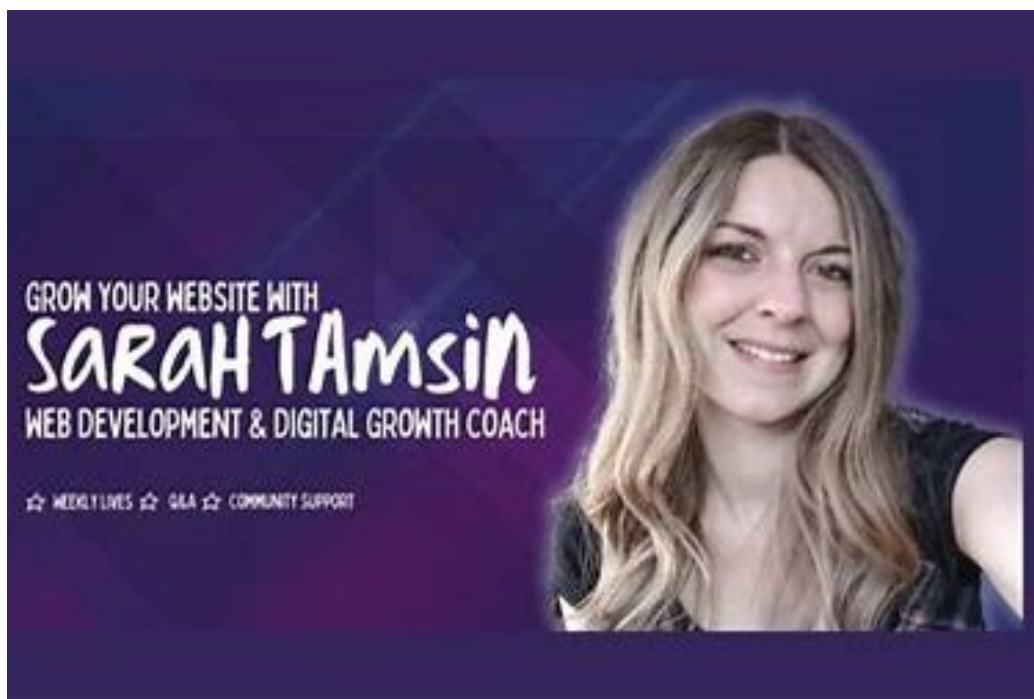 GROW YOUR WEBSITE WITH
SARAH TAMSIN
WEB DEVELOPMENT & DIGITAL GROWTH COACH
WEEKLY LIVES Q&A COMMUNITY SUPPORT